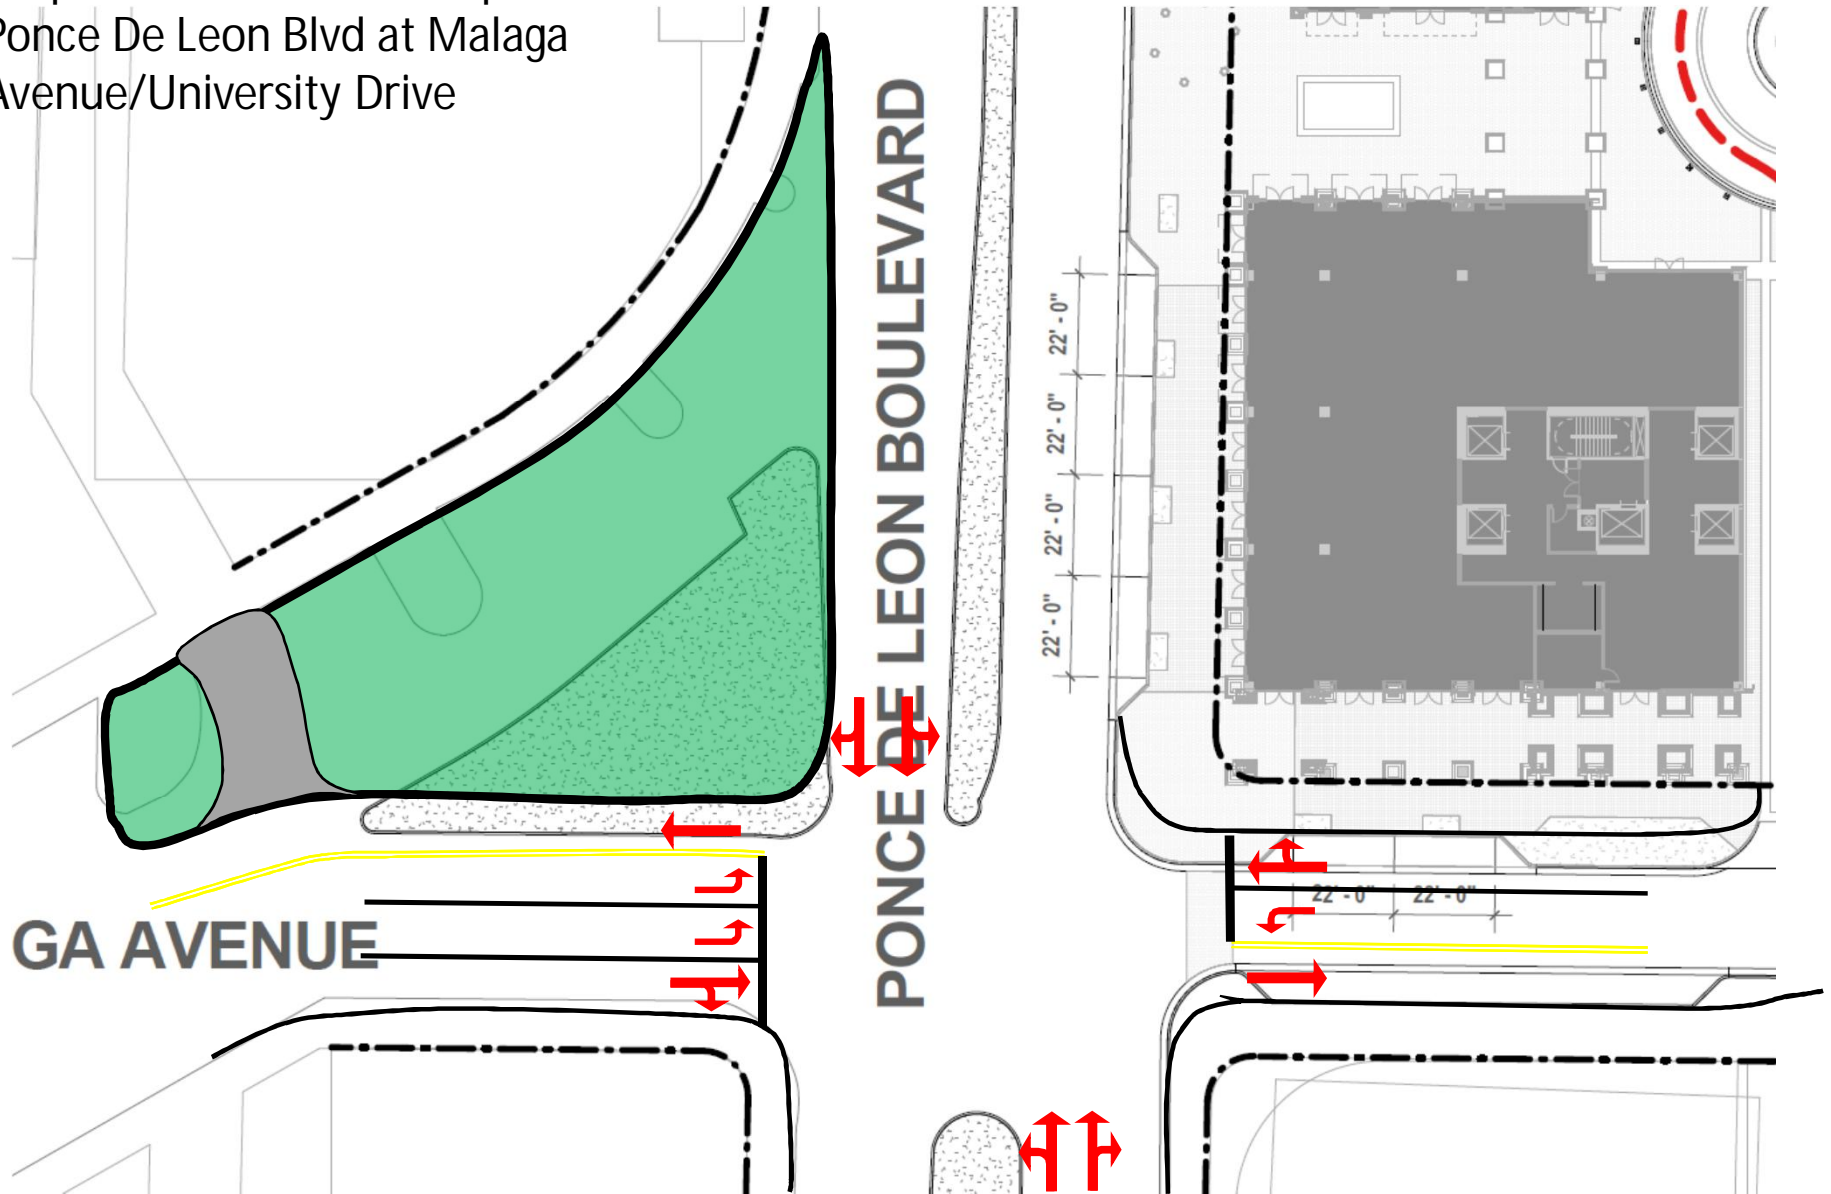 Ponce De Leon Blvd at Malaga
Avenue/University Drive
PONCE DE LEON BOULEVARD
22' - 0"
22' - 0"
22' - 0"
22' - 0"
22' - 0"
22' - 0"
GA AVENUE